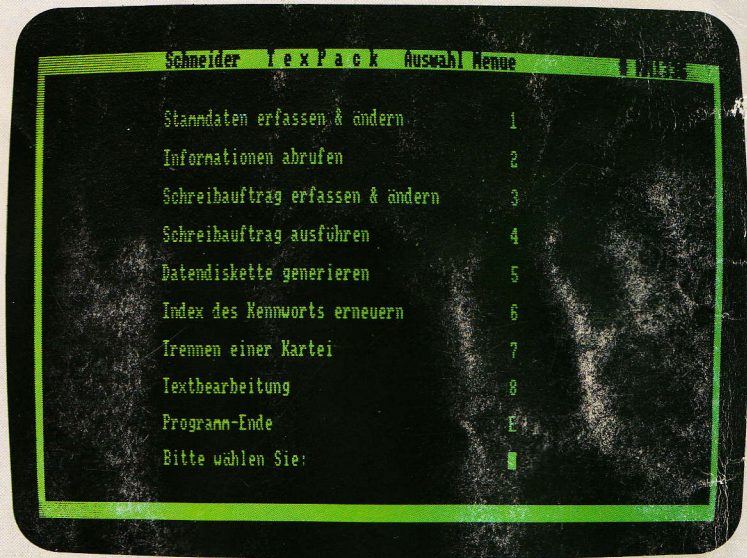 Schneider T e x P a c k Auswahl Menue
Stammdaten erfassen & ändern 1
Informationen abrufen 2
Schreibauftrag erfassen & ändern 3
Schreibauftrag ausführen 4
Datendiskette generieren 5
Index des Kennworts erneuern 6
Trennen einer Kartei 7
Textbearbeitung 8
Programm-Ende E
Bitte wählen Sie: